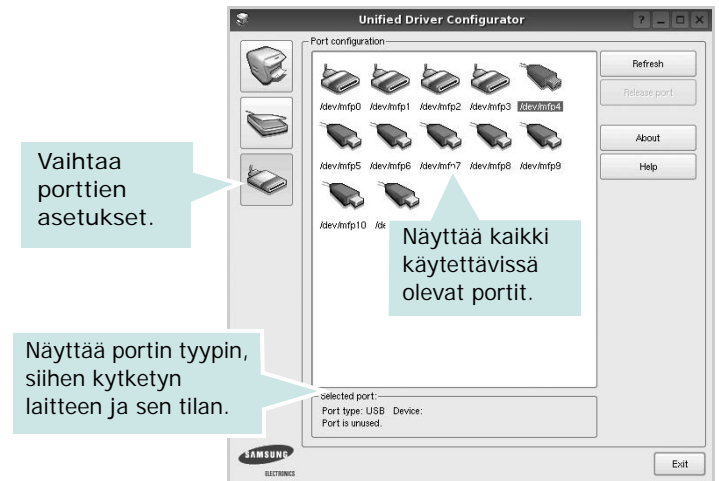 Unified Driver Configurator
Port configuration
/dev/mfp0 /dev/mfp1 /dev/mfp2 /dev/mfp3 /dev/mfp4
/dev/mfp5 /dev/mfp6 /dev/mfp7 /dev/mfp8 /dev/mfp9
/dev/mfp10
Refresh
Release port
About
Help
Vaihtaa
porttien
asetukset.
Näyttää kaikki
käytettävissä
olevat portit.
Näyttää portin tyypin,
siihen kytketyn
laitteen ja sen tilan.
Selected port:
Port type: USB Device:
Port is unused.
SAMSUNG
ELECTRONICS
Exit